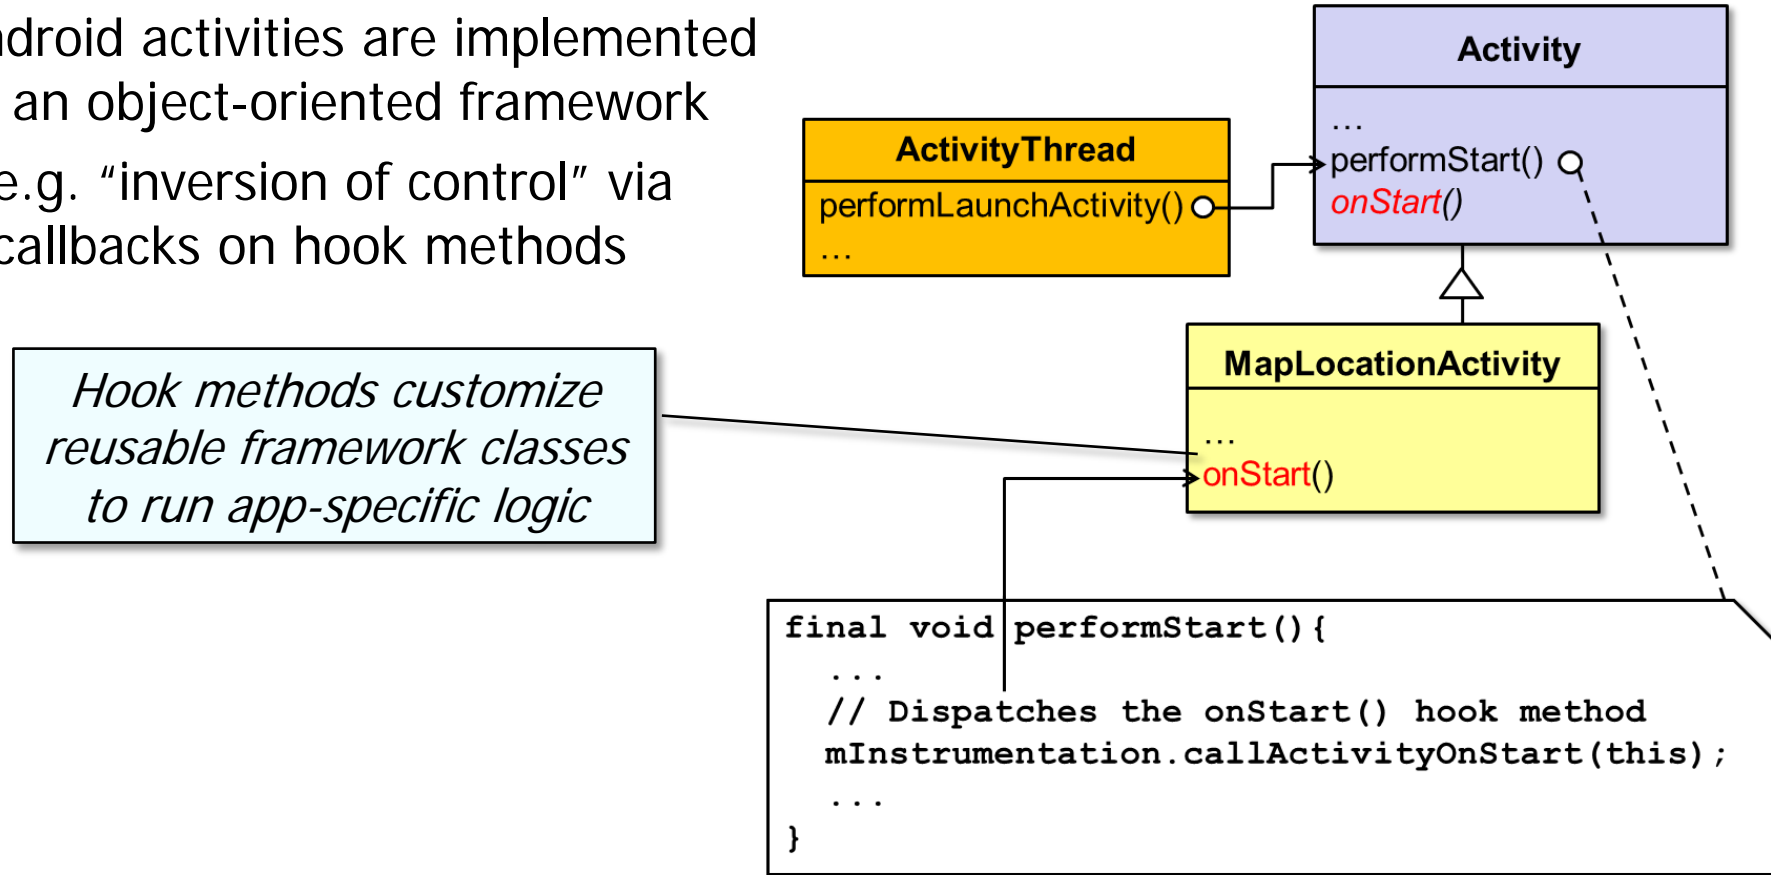 ndroid activities are implemented
an object-oriented framework
e.g. “inversion of control” via
callbacks on hook methods
Activity
…
performStart()
onStart()
ActivityThread
performLaunchActivity()
…
MapLocationActivity
…
onStart()
Hook methods customize
reusable framework classes
to run app-specific logic
final void performStart(){
...
// Dispatches the onStart() hook method
mInstrumentation.callActivityOnStart(this);
...
}